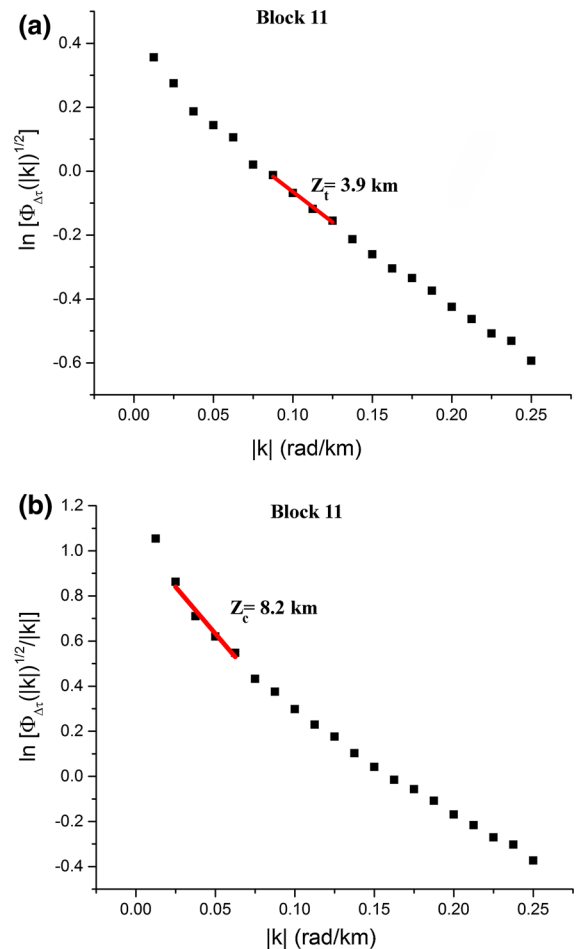 (a)
Block 11
0.4
0.2
0.0
-0.2
-0.4
-0.6
ln [Φ_Δτ(|k|)^1/2]
Z_t = 3.9 km
0.00 0.05 0.10 0.15 0.20 0.25
|k| (rad/km)
(b)
Block 11
1.2
1.0
0.8
0.6
0.4
0.2
0.0
-0.2
-0.4
ln [Φ_Δτ(|k|)^1/2/|k|]
Z_c= 8.2 km
0.00 0.05 0.10 0.15 0.20 0.25
|k| (rad/km)